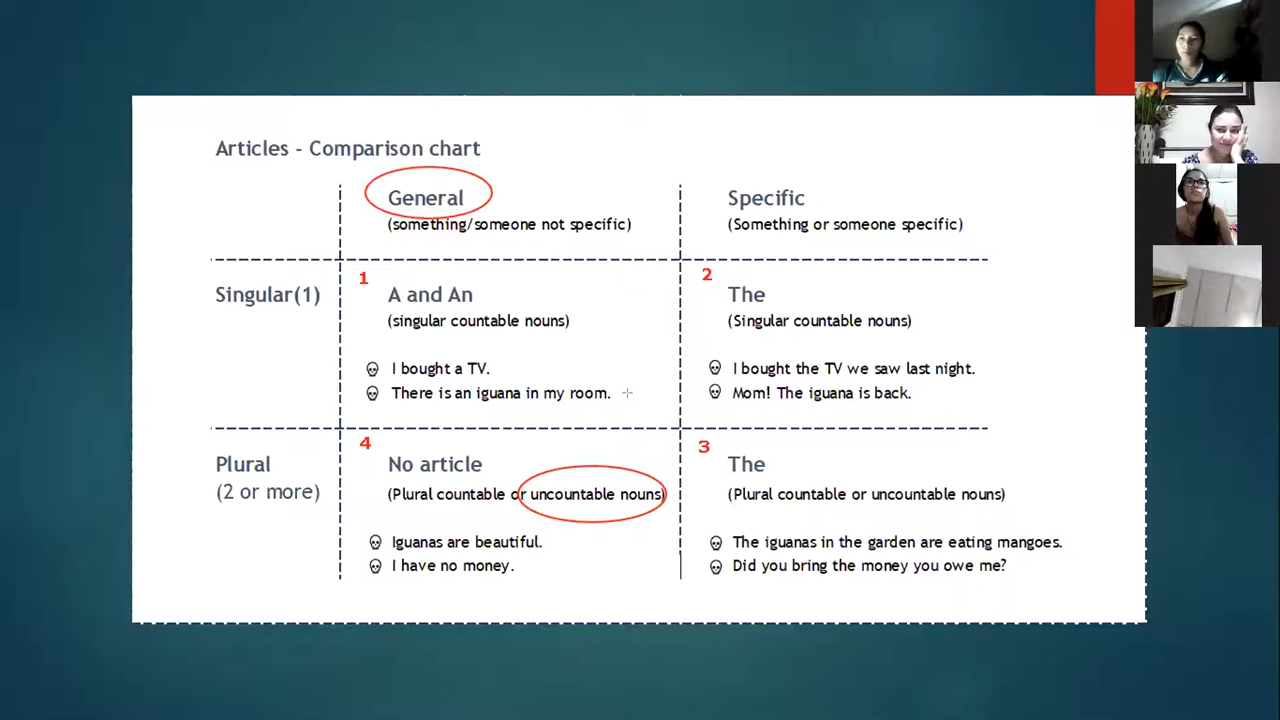 Articles - Comparison chart
General
Specific
(something/someone not specific)
(Something or someone specific)
1
2
Singular(1)
A and An
The
(singular countable nouns)
(Singular countable nouns)
I bought a TV.
I bought the TV we saw last night.
There is an iguana in my room.
Mom! The iguana is back.
4
3
Plural
No article
The
(2 or more)
(Plural countable or uncountable nouns)
(Plural countable or uncountable nouns)
Iguanas are beautiful.
The iguanas in the garden are eating mangoes.
I have no money.
Did you bring the money you owe me?